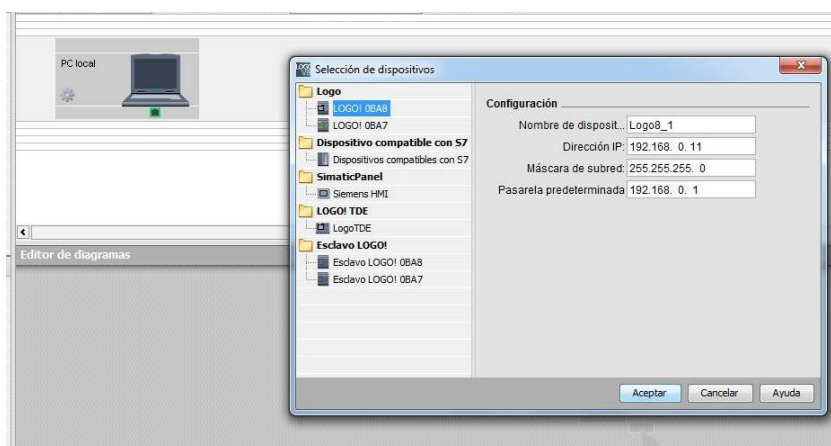 PC local
Selección de dispositivos
Logo
LOGO! 0BA8
LOGO! 0BA7
Dispositivo compatible con S7
Dispositivos compatibles con S7
SimaticPanel
Siemens HMI
LOGO! TDE
LogoTDE
Esclavo LOGO!
Esclavo LOGO! 0BA8
Esclavo LOGO! 0BA7
Configuración
Nombre de disposit... Logo8_1
Dirección IP: 192.168. 0. 11
Máscara de subred: 255.255.255. 0
Pasarela predeterminada 192.168. 0. 1
Aceptar Cancelar Ayuda
Editor de diagramas